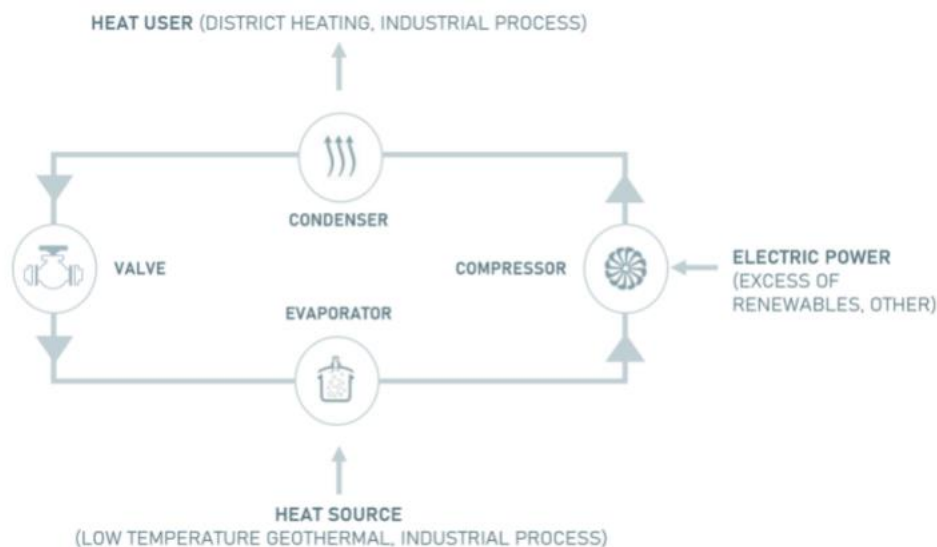 HEAT USER (DISTRICT HEATING, INDUSTRIAL PROCESS)
CONDENSER
VALVE
COMPRESSOR
ELECTRIC POWER
(EXCESS OF
RENEWABLES, OTHER)
EVAPORATOR
HEAT SOURCE
(LOW TEMPERATURE GEOTHERMAL, INDUSTRIAL PROCESS)